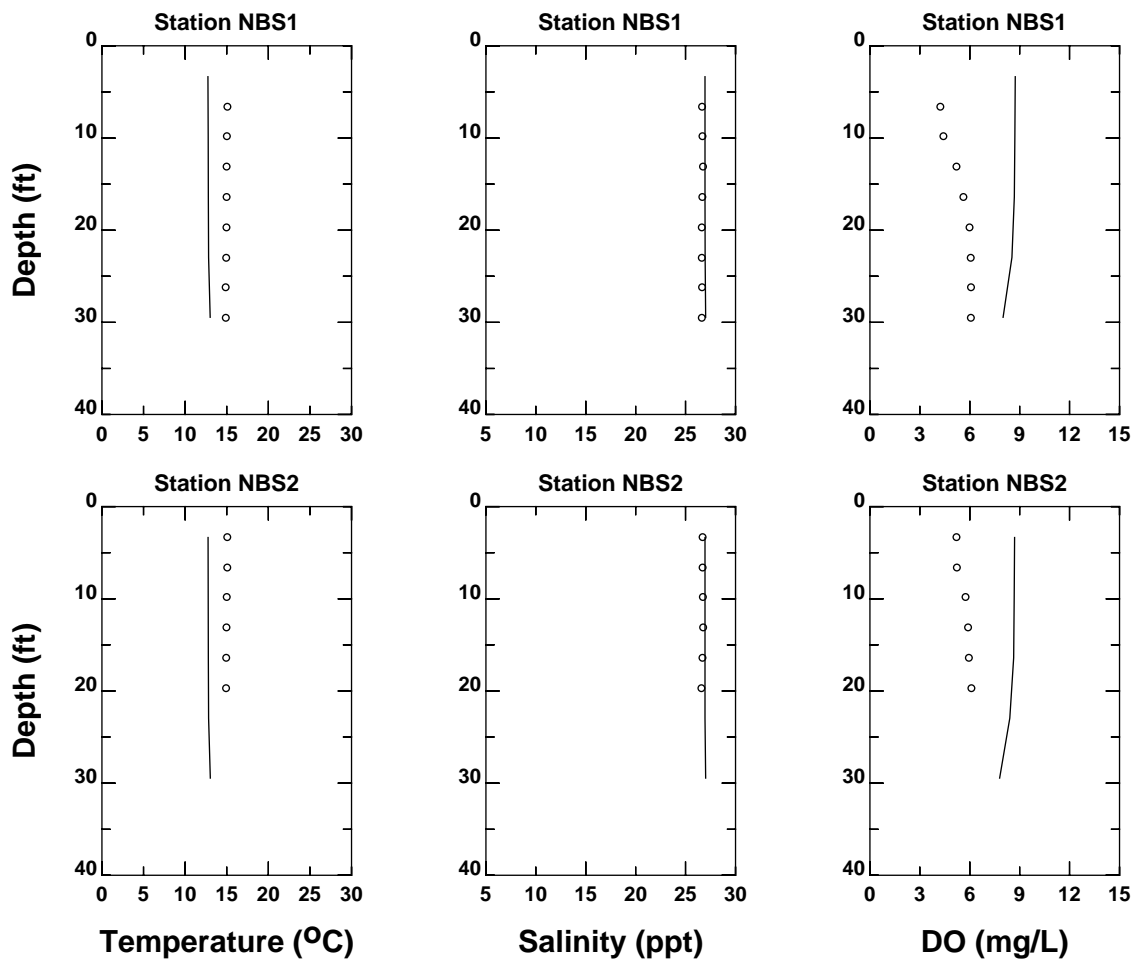 Station NBS1 Station NBS1 Station NBS1
0 0 0
10 10 10
Depth (ft)
20 20 20
30 30 30
40 40 40
0 5 10 15 20 25 30 5 10 15 20 25 30 0 3 6 9 12 15
Station NBS2 Station NBS2 Station NBS2
0 0 0
10 10 10
Depth (ft)
20 20 20
30 30 30
40 40 40
0 5 10 15 20 25 30 5 10 15 20 25 30 0 3 6 9 12 15
Temperature (°C) Salinity (ppt) DO (mg/L)